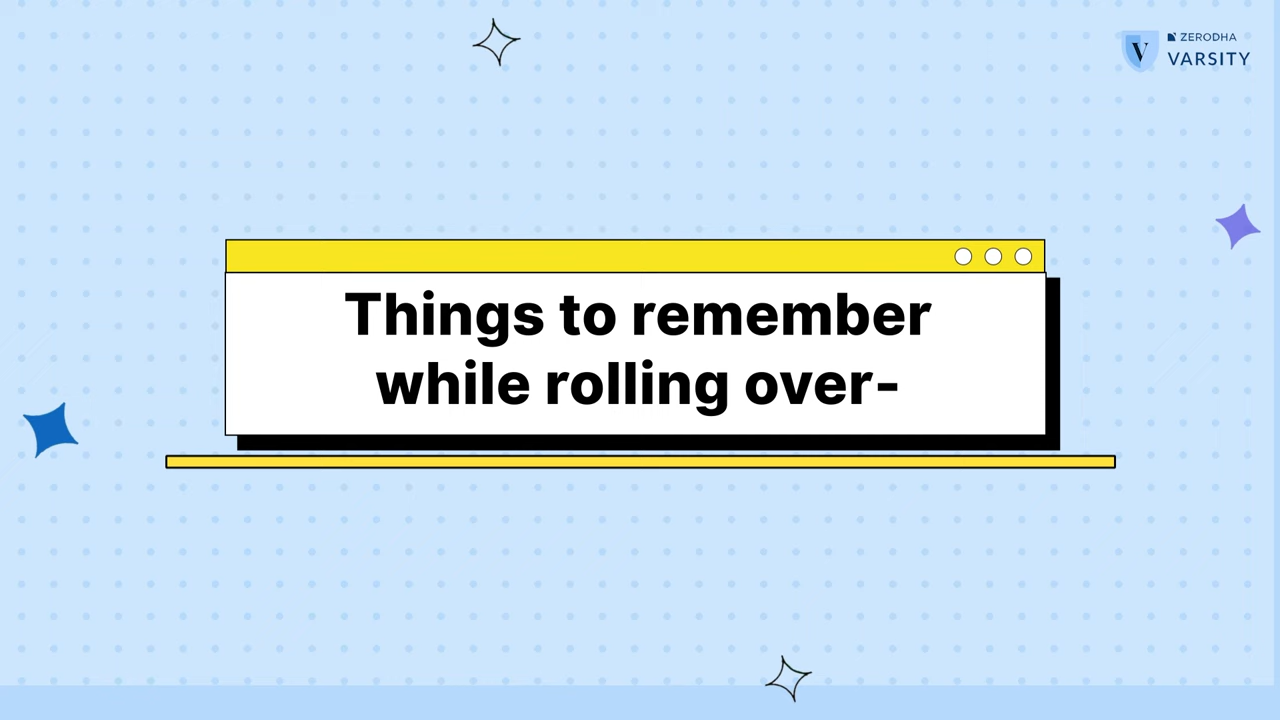 ZERODHA
V VARSITY
Things to remember
while rolling over-